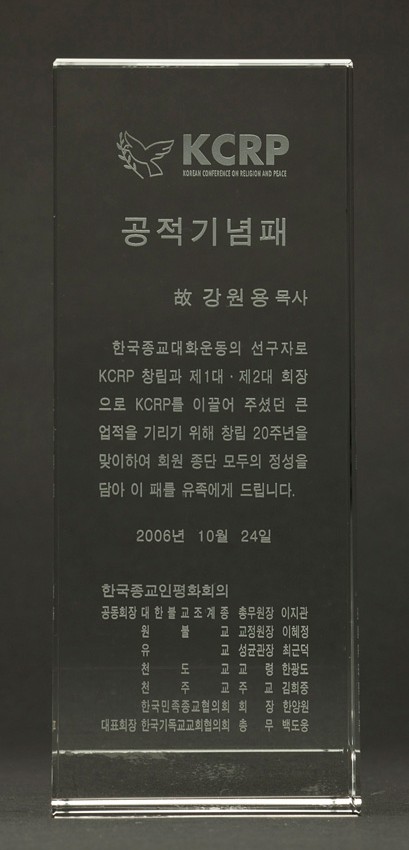 KCRP
KOREAN CONFERENCE ON RELIGION AND PEACE
공적기념패
故 강원용 목사
한국종교대화운동의 선구자로
KCRP 창립과 제1대 · 제2대 회장
으로 KCRP를 이끌어 주셨던 큰
업적을 기리기 위해 창립 20주년을
맞이하여 회원 종단 모두의 정성을
담아 이 패를 유족에게 드립니다.
2006년 10월 24일
한국종교인평화회의
공동회장 대한불교조계종 총무원장 이지관
원불교 교정원장 이혜정
유교 성균관장 최근덕
천도교 교령 한광도
천주교 주교 김희중
한국민족종교협의회 회장 한양원
대표회장 한국기독교교회협의회 총무 백도웅